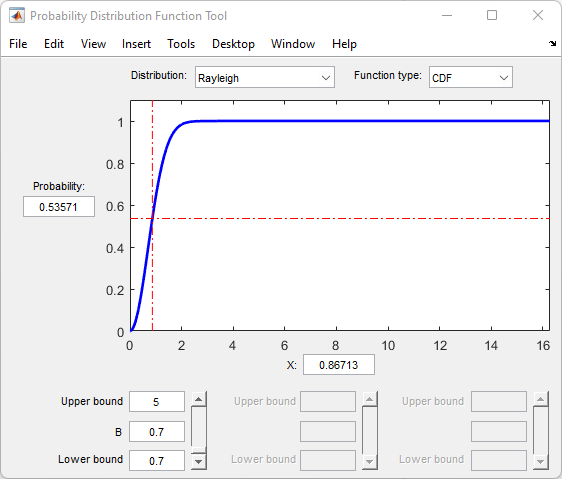 Probability Distribution Function Tool
File Edit View Insert Tools Desktop Window Help
Distribution: Rayleigh Function type: CDF
1
0.8
Probability:
0.53571
0.6
0.4
0.2
0
0 2 4 6 8 10 12 14 16
X: 0.86713
Upper bound 5 Upper bound Upper bound
B 0.7
Lower bound 0.7 Lower bound Lower bound